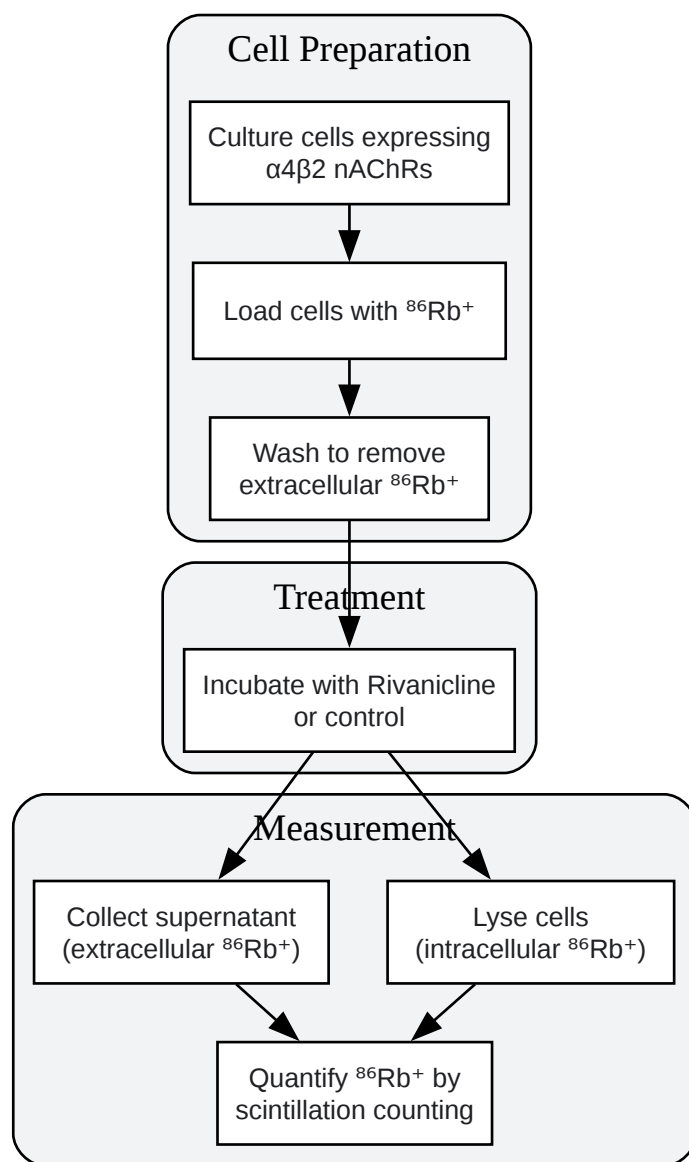 Cell Preparation
Culture cells expressing
α4β2 nAChRs
Load cells with ⁸⁶Rb⁺
Wash to remove
extracellular ⁸⁶Rb⁺
Treatment
Incubate with Rivanicline
or control
Measurement
Collect supernatant
(extracellular ⁸⁶Rb⁺)
Lyse cells
(intracellular ⁸⁶Rb⁺)
Quantify ⁸⁶Rb⁺ by
scintillation counting